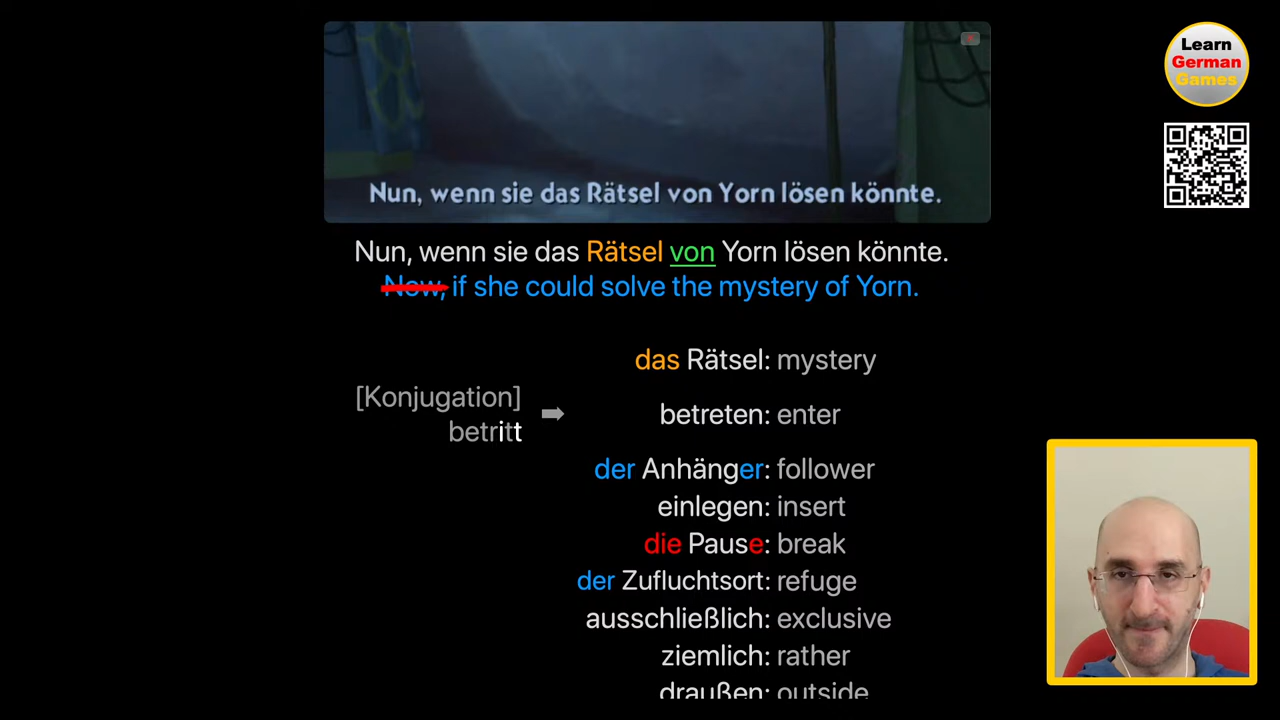 Learn
German
Games
Nun, wenn sie das Rätsel von Yorn lösen könnte.
Nun, wenn sie das Rätsel von Yorn lösen könnte.
Now, if she could solve the mystery of Yorn.
das Rätsel: mystery
[Konjugation]
betritt
➡
betreten: enter
der Anhänger: follower
einlegen: insert
die Pause: break
der Zufluchtsort: refuge
ausschließlich: exclusive
ziemlich: rather
draußen: outside